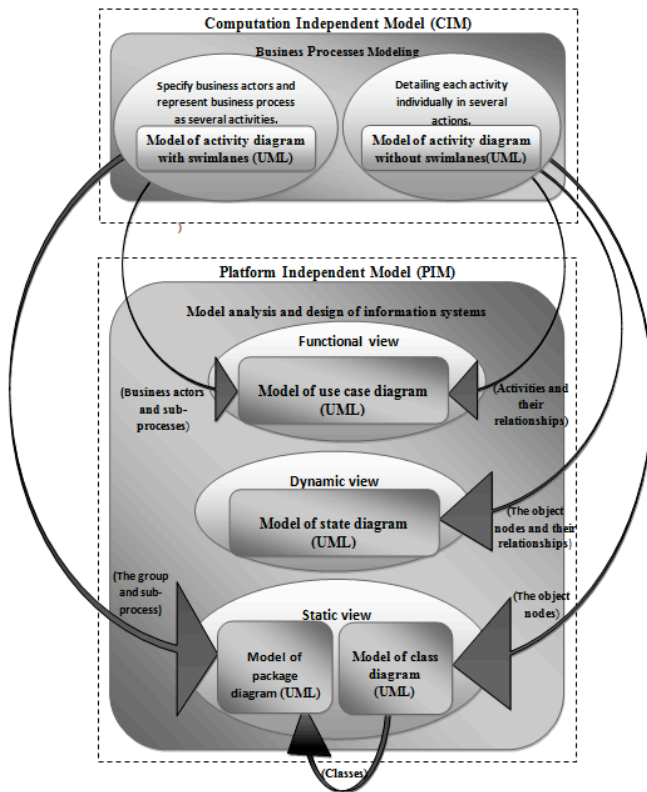 Computation Independent Model (CIM)
Business Processes Modeling
Specify business actors and
represent business process
as several activities.
Model of activity diagram
with swimlanes (UML)
Detailing each activity
individually in several
actions.
Model of activity diagram
without swimlanes(UML)
)
Platform Independent Model (PIM)
Model analysis and design of information systems
Functional view
Model of use case diagram
(UML)
(Business actors
and sub-
processes)
(Activities and
their
relationships)
Dynamic view
Model of state diagram
(UML)
(The object
nodes and their
relationships)
(The group
and sub-
process)
(The object
nodes)
Static view
Model of
package
diagram (UML)
Model of class
diagram
(UML)
(Classes)